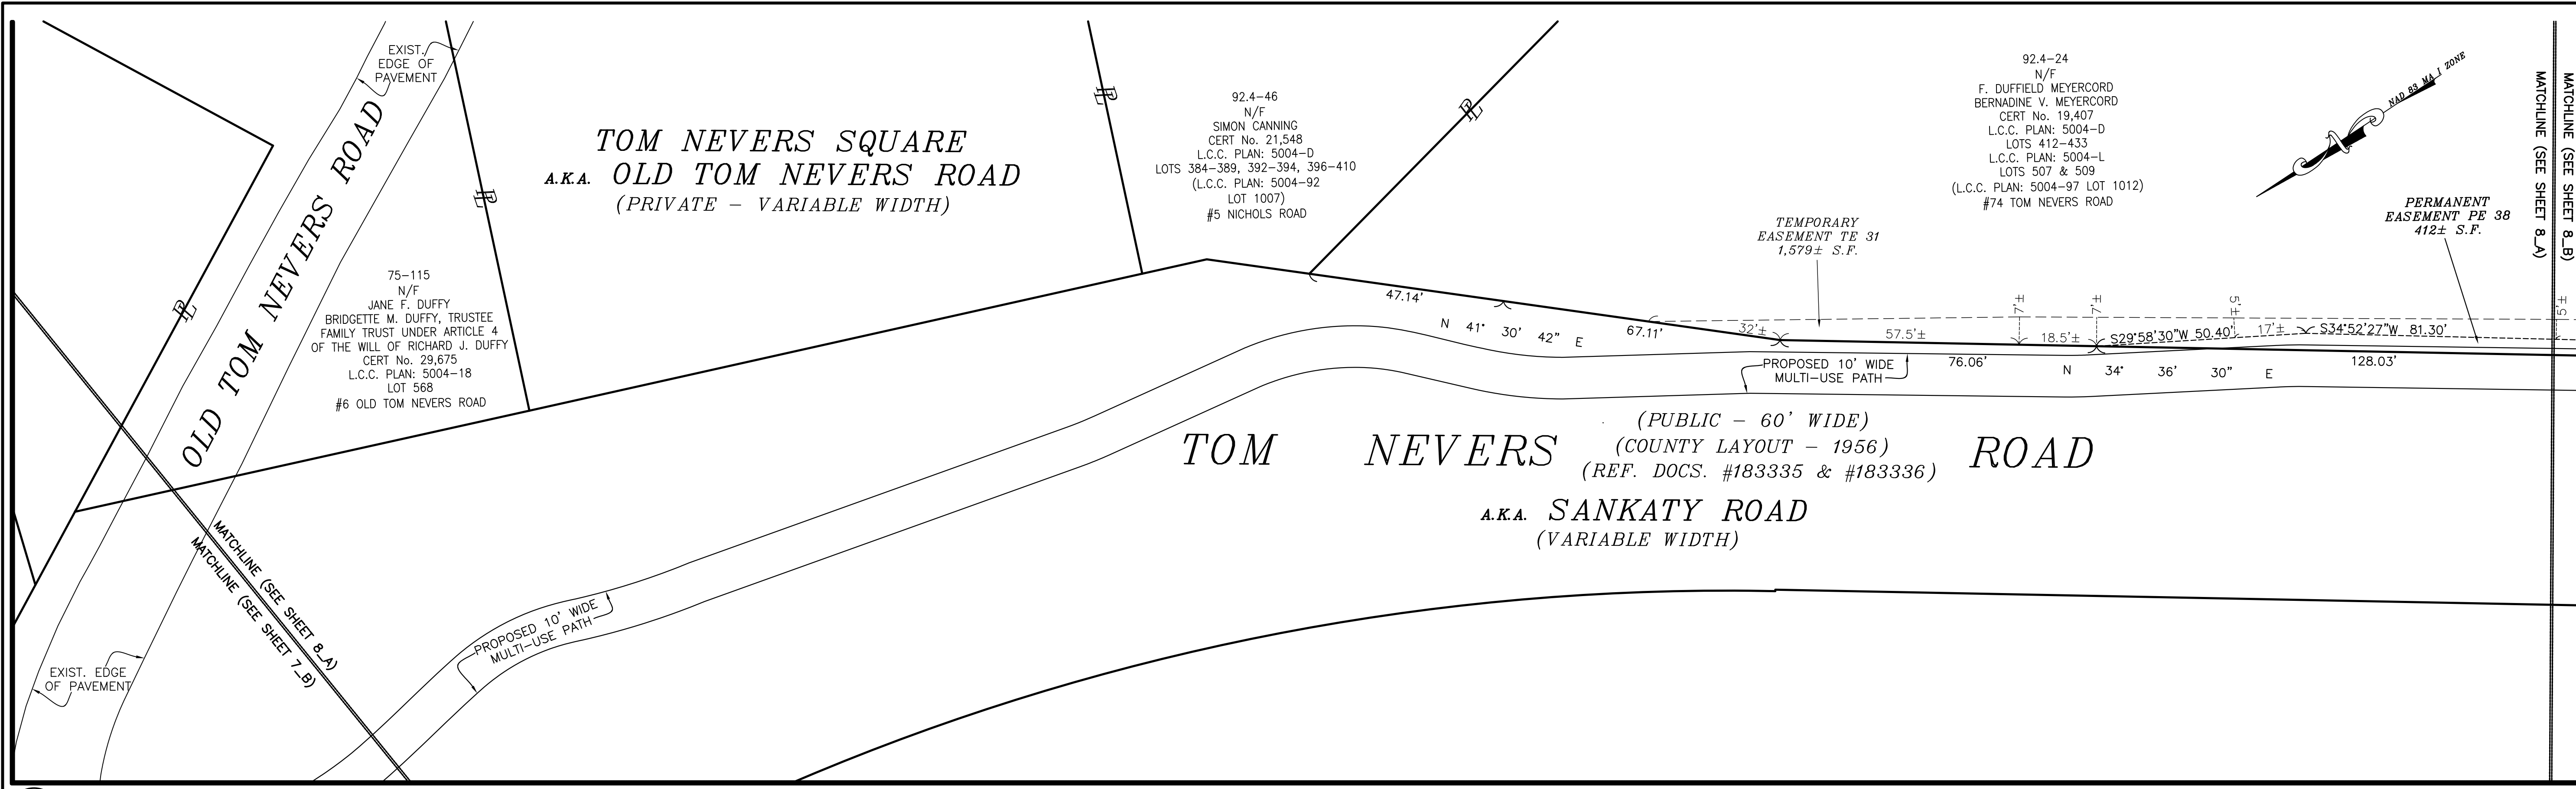 EXIST.
EDGE OF
PAVEMENT
OLD TOM NEVERS ROAD
75-115
N/F
JANE F. DUFFY
BRIDGETTE M. DUFFY, TRUSTEE
FAMILY TRUST UNDER ARTICLE 4
OF THE WILL OF RICHARD J. DUFFY
CERT No. 29,675
L.C.C. PLAN: 5004-18
LOT 568
#6 OLD TOM NEVERS ROAD
PL
PL
TOM NEVERS SQUARE
A.K.A. OLD TOM NEVERS ROAD
(PRIVATE - VARIABLE WIDTH)
PL
92.4-46
N/F
SIMON CANNING
CERT No. 21,548
L.C.C. PLAN: 5004-D
LOTS 384-389, 392-394, 396-410
(L.C.C. PLAN: 5004-92
LOT 1007)
#5 NICHOLS ROAD
PL
92.4-24
N/F
F. DUFFIELD MEYERCORD
BERNADINE V. MEYERCORD
CERT No. 19,407
L.C.C. PLAN: 5004-D
LOTS 412-433
L.C.C. PLAN: 5004-L
LOTS 507 & 509
(L.C.C. PLAN: 5004-97 LOT 1012)
#74 TOM NEVERS ROAD
NAD 83 MA I ZONE
MATCHLINE (SEE SHEET 8_A)
MATCHLINE (SEE SHEET 8_B)
TEMPORARY
EASEMENT TE 31
1,579± S.F.
PERMANENT
EASEMENT PE 38
412± S.F.
47.14'
N 41° 30' 42" E
67.11'
32'±
57.5'±
7'±
18.5'±
7'±
S29°58'30"W 50.40'
5'±
17'±
S34°52'27"W 81.30'
5'±
PROPOSED 10' WIDE
MULTI-USE PATH
76.06'
N 34° 36' 30" E
128.03'
TOM NEVERS ROAD
(PUBLIC - 60' WIDE)
(COUNTY LAYOUT - 1956)
(REF. DOCS. #183335 & #183336)
A.K.A. SANKATY ROAD
(VARIABLE WIDTH)
MATCHLINE (SEE SHEET 8_A)
MATCHLINE (SEE SHEET 7_B)
PROPOSED 10' WIDE
MULTI-USE PATH
EXIST. EDGE
OF PAVEMENT